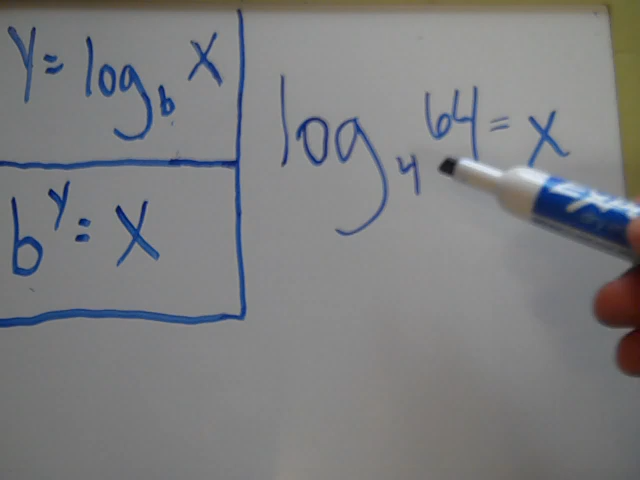 y = log_b x
b^y = x
log_4 64 = x
EXPO